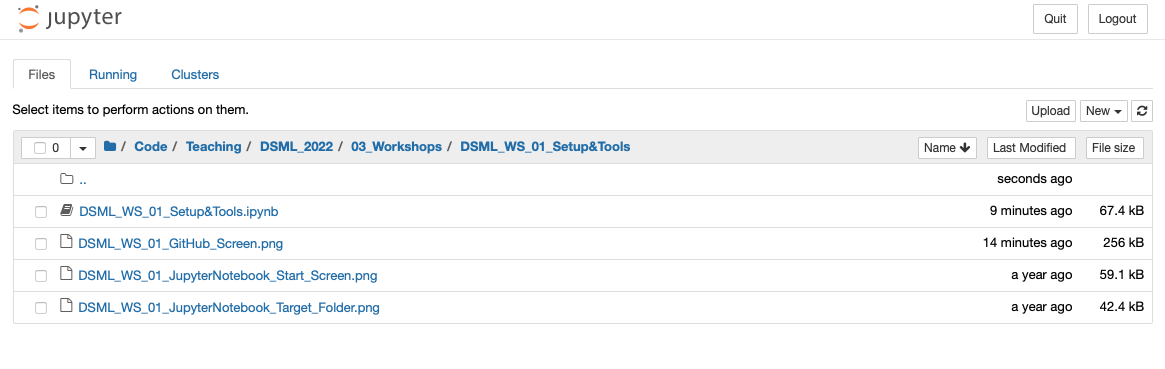 jupyter Quit Logout
Files Running Clusters
Select items to perform actions on them. Upload New
0 / Code / Teaching / DSML_2022 / 03_Workshops / DSML_WS_01_Setup&Tools Name Last Modified File size
.. seconds ago
DSML_WS_01_Setup&Tools.ipynb 9 minutes ago 67.4 kB
DSML_WS_01_GitHub_Screen.png 14 minutes ago 256 kB
DSML_WS_01_JupyterNotebook_Start_Screen.png a year ago 59.1 kB
DSML_WS_01_JupyterNotebook_Target_Folder.png a year ago 42.4 kB